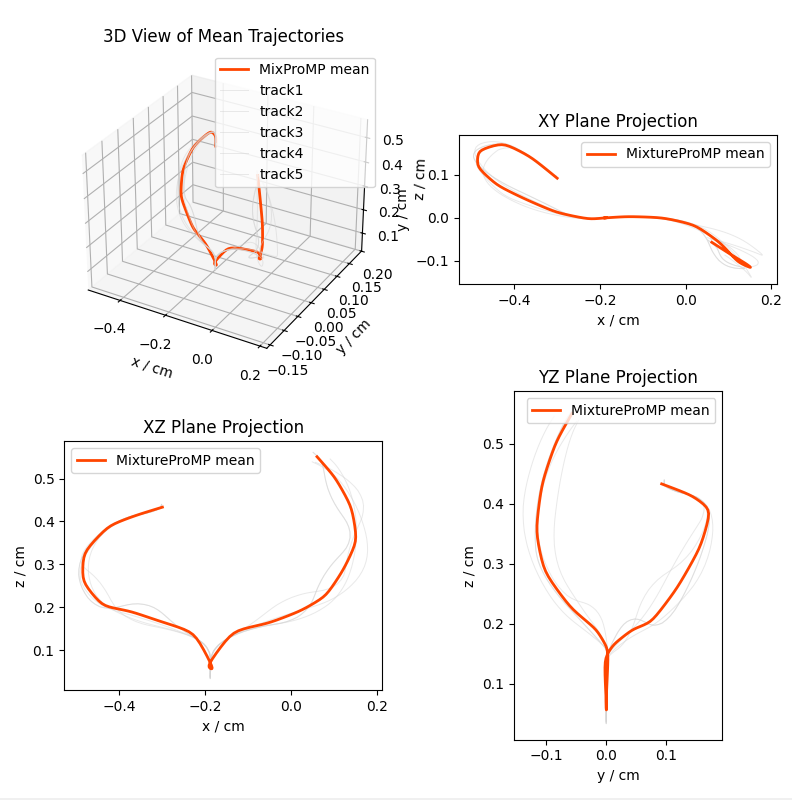 3D View of Mean Trajectories
MixProMP mean
track1
track2
track3
track4
track5
0.5
0.4
0.3
0.2
0.1
y / cm
0.20
0.15
0.10
0.05
0.00
−0.05
−0.10
−0.15
y / cm
−0.4
−0.2
0.0
0.2
x / cm
XY Plane Projection
MixtureProMP mean
z / cm
0.1
0.0
−0.1
−0.4
−0.2
0.0
0.2
x / cm
XZ Plane Projection
MixtureProMP mean
z / cm
0.5
0.4
0.3
0.2
0.1
−0.4
−0.2
0.0
0.2
x / cm
YZ Plane Projection
MixtureProMP mean
z / cm
0.5
0.4
0.3
0.2
0.1
−0.1
0.0
0.1
y / cm